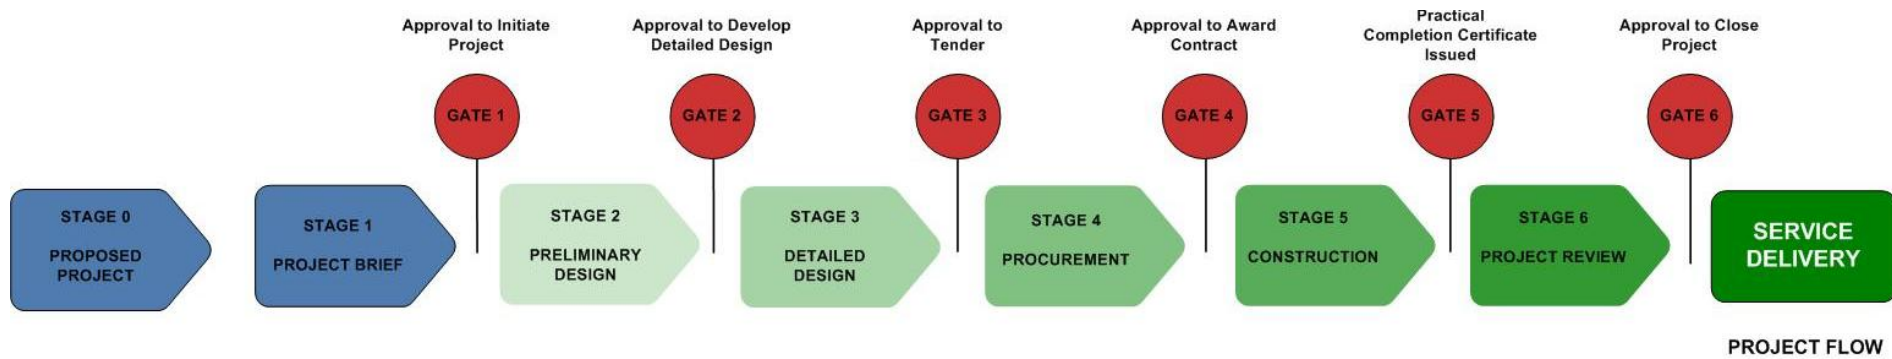 Approval to Initiate
Project
Approval to Develop
Detailed Design
Approval to
Tender
Approval to Award
Contract
Practical
Completion Certificate
Issued
Approval to Close
Project
GATE 1
GATE 2
GATE 3
GATE 4
GATE 5
GATE 6
STAGE 0
PROPOSED
PROJECT
STAGE 1
PROJECT BRIEF
STAGE 2
PRELIMINARY
DESIGN
STAGE 3
DETAILED
DESIGN
STAGE 4
PROCUREMENT
STAGE 5
CONSTRUCTION
STAGE 6
PROJECT REVIEW
SERVICE
DELIVERY
PROJECT FLOW